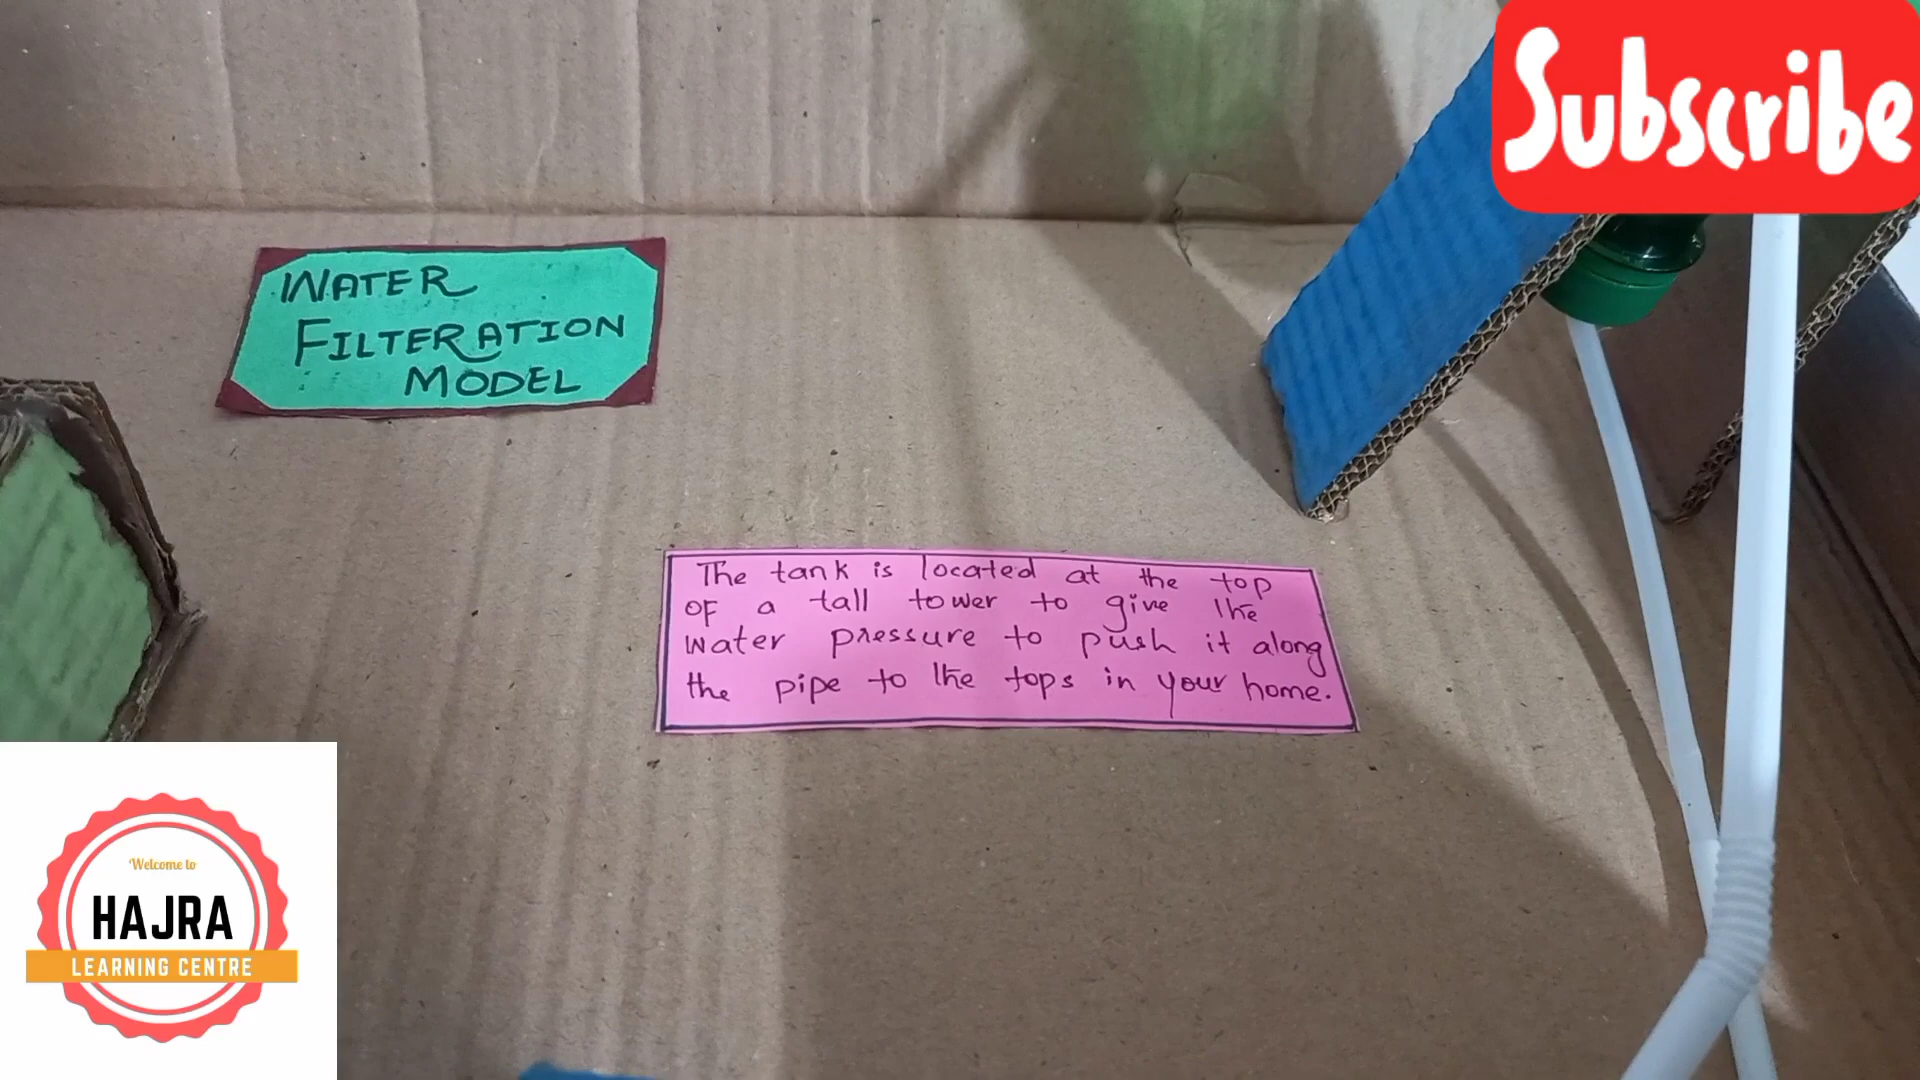 Subscribe
WATER
FILTERATION
MODEL
The tank is located at the top
of a tall tower to give the
water pressure to push it along
the pipe to the tops in your home.
Welcome to
HAJRA
LEARNING CENTRE